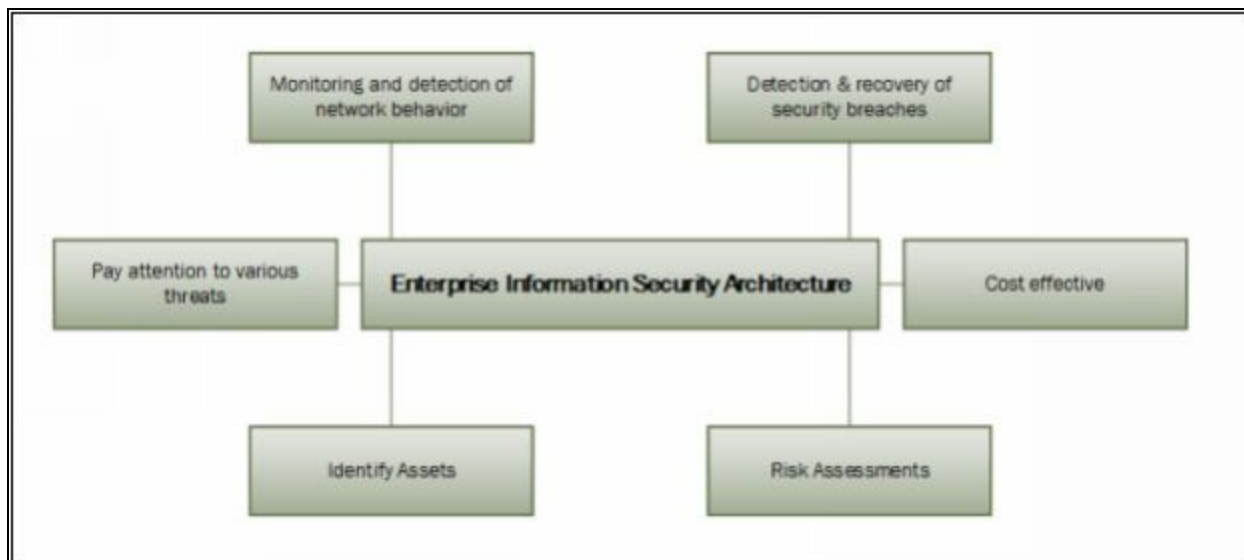 Monitoring and detection of
network behavior
Detection & recovery of
security breaches
Pay attention to various
threats
Enterprise Information Security Architecture
Cost effective
Identify Assets
Risk Assessments